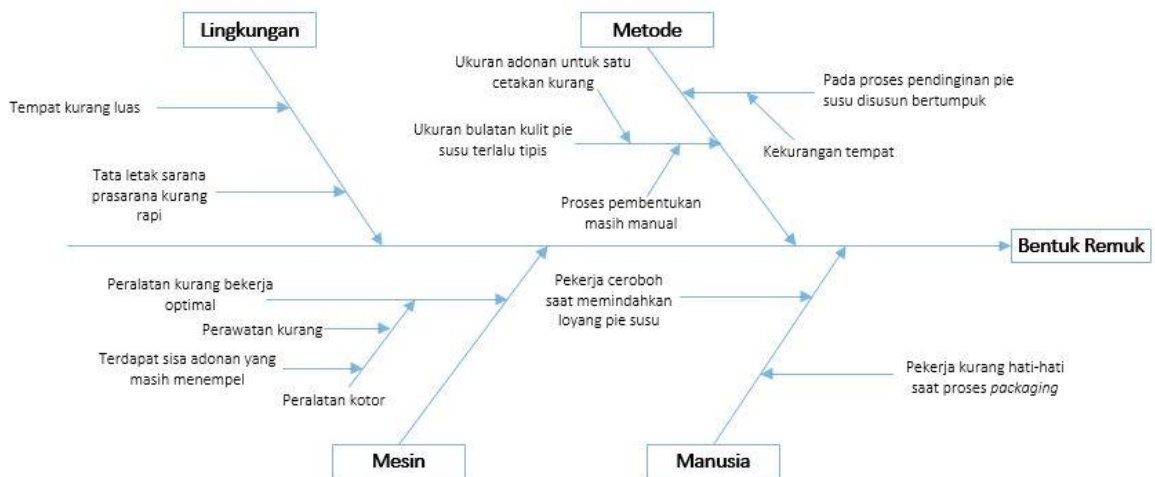 Lingkungan
Metode
Ukuran adonan untuk satu
cetakan kurang
Pada proses pendinginan pie
susu disusun bertumpuk
Tempat kurang luas
Ukuran bulatan kulit pie
susu terlalu tipis
Kekurangan tempat
Tata letak sarana
prasarana kurang
rapi
Proses pembentukan
masih manual
Bentuk Remuk
Peralatan kurang bekerja
optimal
Perawatan kurang
Terdapat sisa adonan yang
masih menempel
Peralatan kotor
Pekerja ceroboh
saat memindahkan
loyang pie susu
Pekerja kurang hati-hati
saat proses packaging
Mesin
Manusia